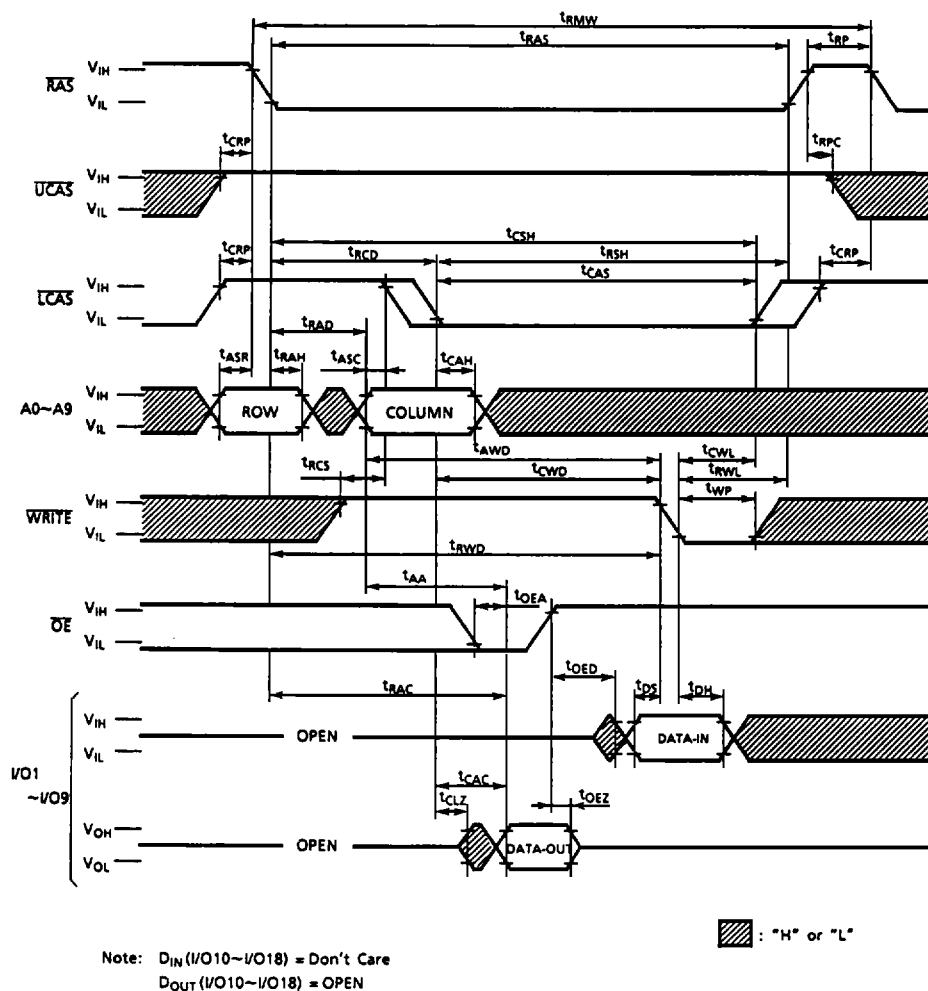 tRMW
tRAS
tRP
RAS
VIH
VIL
tCRP
tRPC
UCAS
VIH
VIL
tCSH
tCRP
tRCD
tRSH
tCRP
tCAS
LCAS
VIH
VIL
tRAD
tASR
tRAH
tASC
tCAH
A0~A9
VIH
VIL
ROW
COLUMN
tAWD
tCWL
tRCS
tCWD
tRWL
tWP
WRITE
VIH
VIL
tRWD
tAA
tOEA
OE
VIH
VIL
tOED
tRAC
tDS
tDH
VIH
VIL
OPEN
DATA-IN
I/O1
~I/O9
tCAC
tCLZ
tOEZ
VOH
VOL
OPEN
DATA-OUT
: "H" or "L"
Note: DIN (I/O10~I/O18) = Don't Care
DOUT (I/O10~I/O18) = OPEN